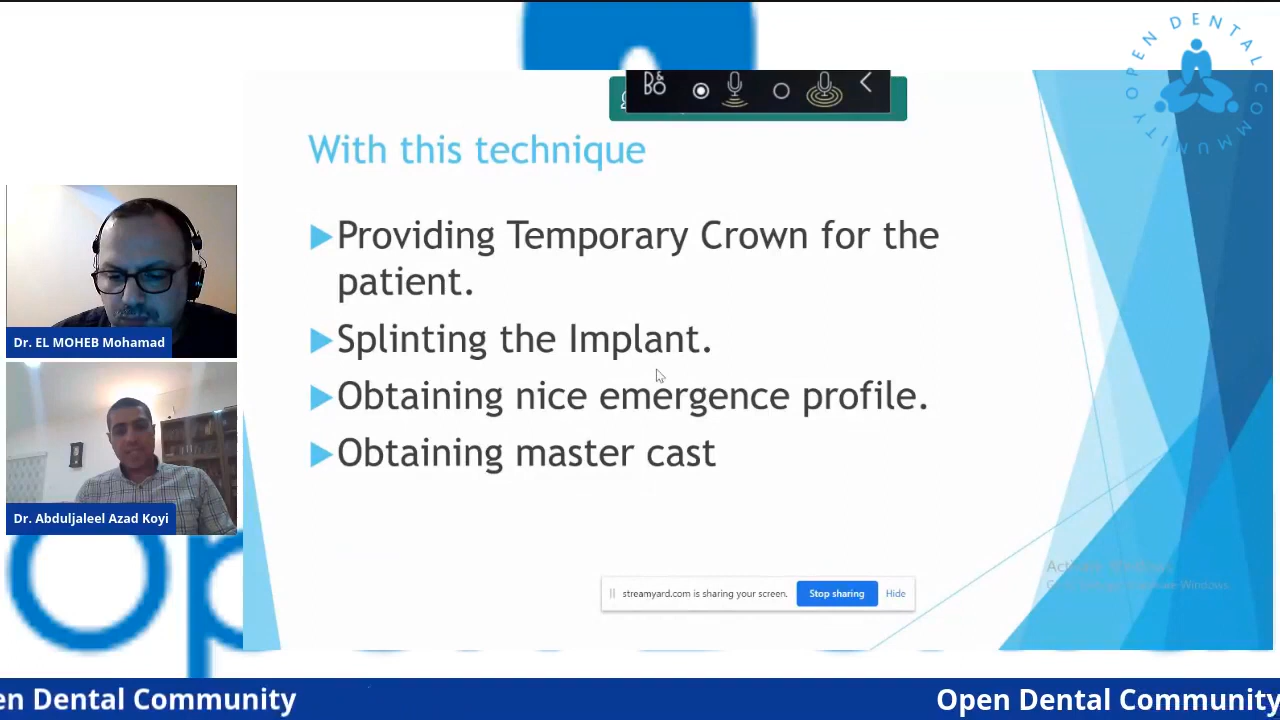 OPEN DENTAL COMMUNITY
With this technique
Providing Temporary Crown for the
patient.
Splinting the Implant.
Obtaining nice emergence profile.
Obtaining master cast
Dr. EL MOHEB Mohamad
Dr. Abduljaleel Azad Koyi
streamyard.com is sharing your screen.
Stop sharing
Hide
en Dental Community
Open Dental Community